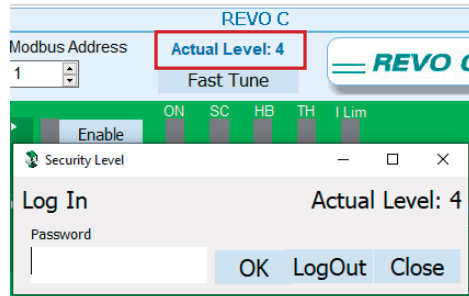 REVO C
Modbus Address
Actual Level: 4
1
Fast Tune
REVO
ON SC HB TH I Lim
Enable
Security Level
Log In
Actual Level: 4
Password
OK LogOut Close